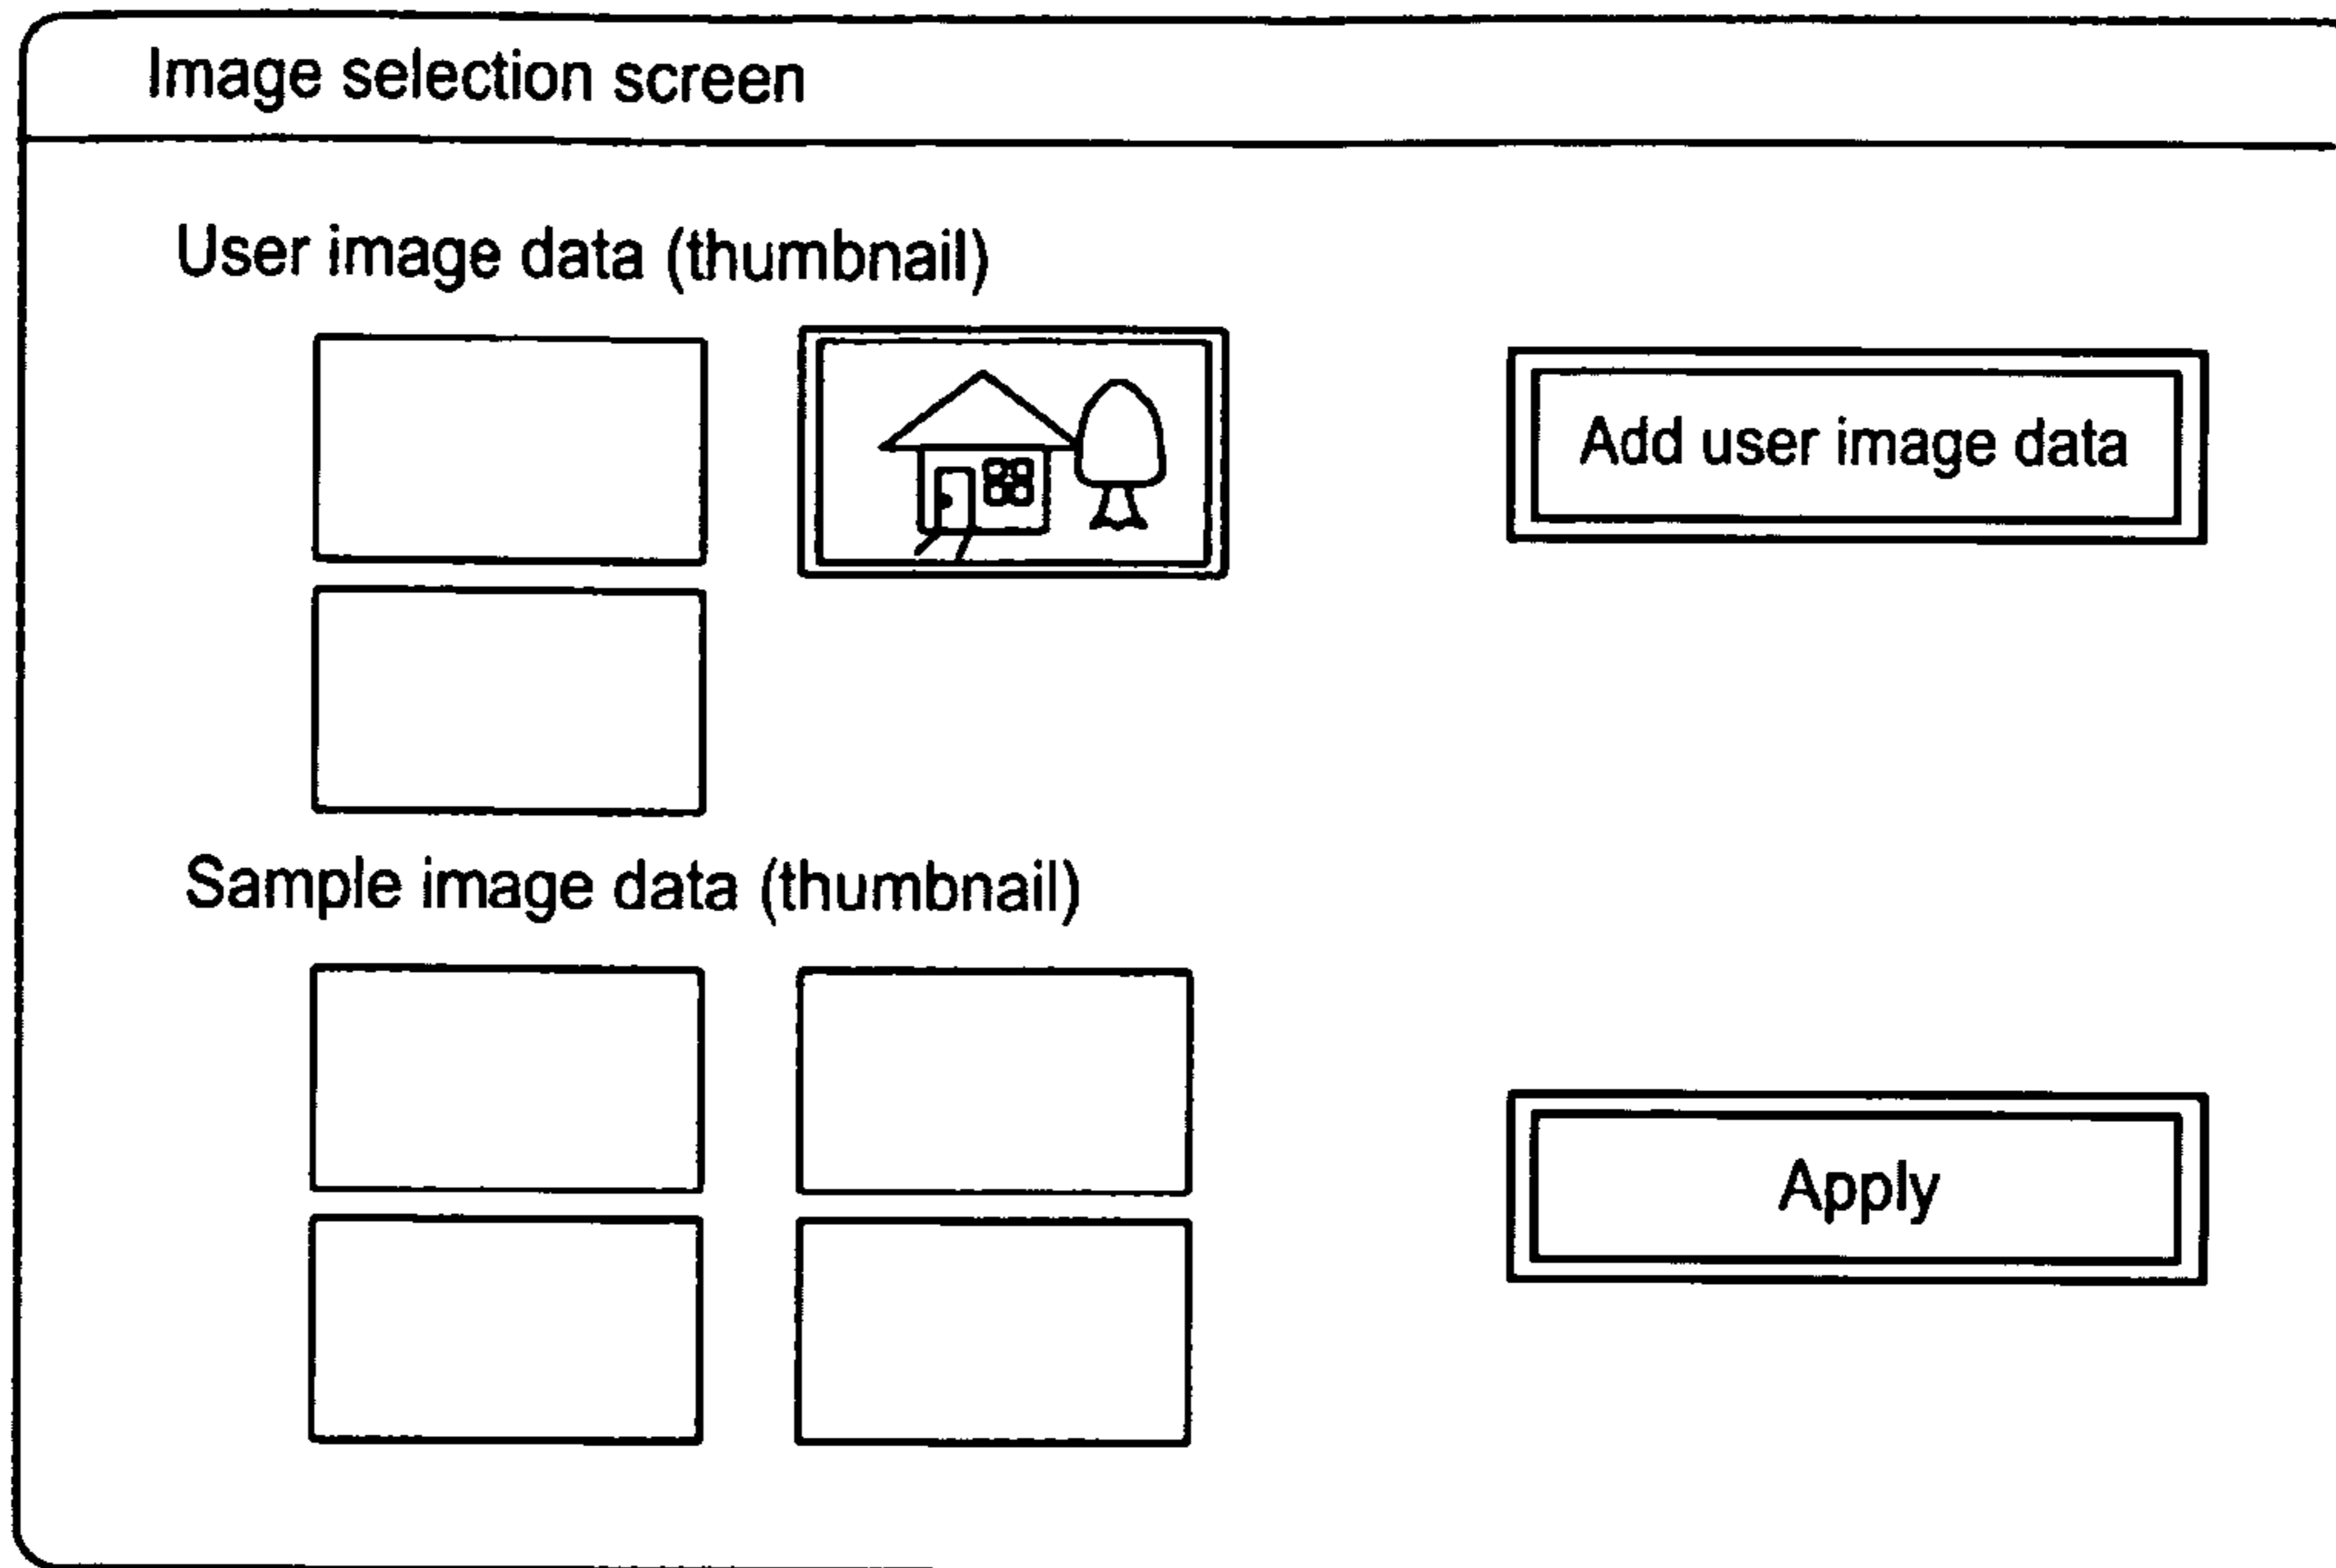 Image selection screen
User image data (thumbnail)
Add user image data
Sample image data (thumbnail)
Apply